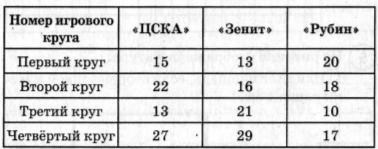 Номер игрового круга «ЦСКА» «Зенит» «Рубин»
Первый круг 15 13 20
Второй круг 22 16 18
Третий круг 13 21 10
Четвёртый круг 27 29 17